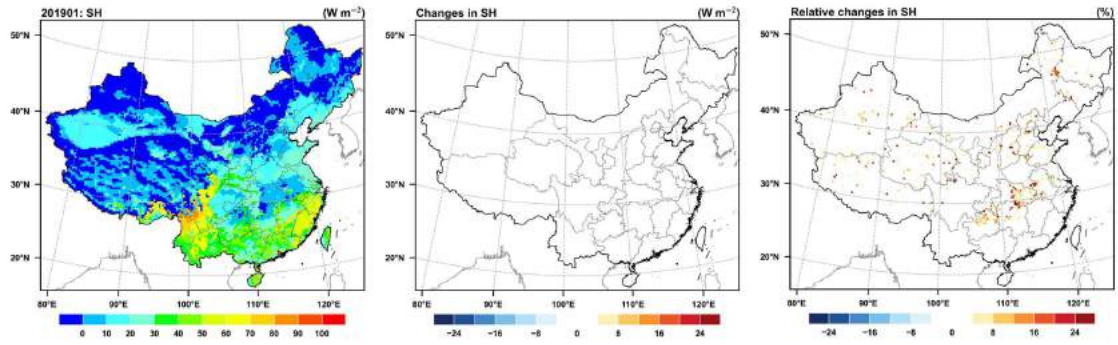 201901: SH (W m⁻²)
Changes in SH (W m⁻²)
Relative changes in SH (%)
50°N 50°N 50°N
40°N 40°N 40°N
30°N 30°N 30°N
20°N 20°N 20°N
80°E 90°E 100°E 110°E 120°E 80°E 90°E 100°E 110°E 120°E 80°E 90°E 100°E 110°E 120°E
0 10 20 30 40 50 60 70 80 90 100
−24 −16 −8 0 8 16 24
−24 −16 −8 0 8 16 24